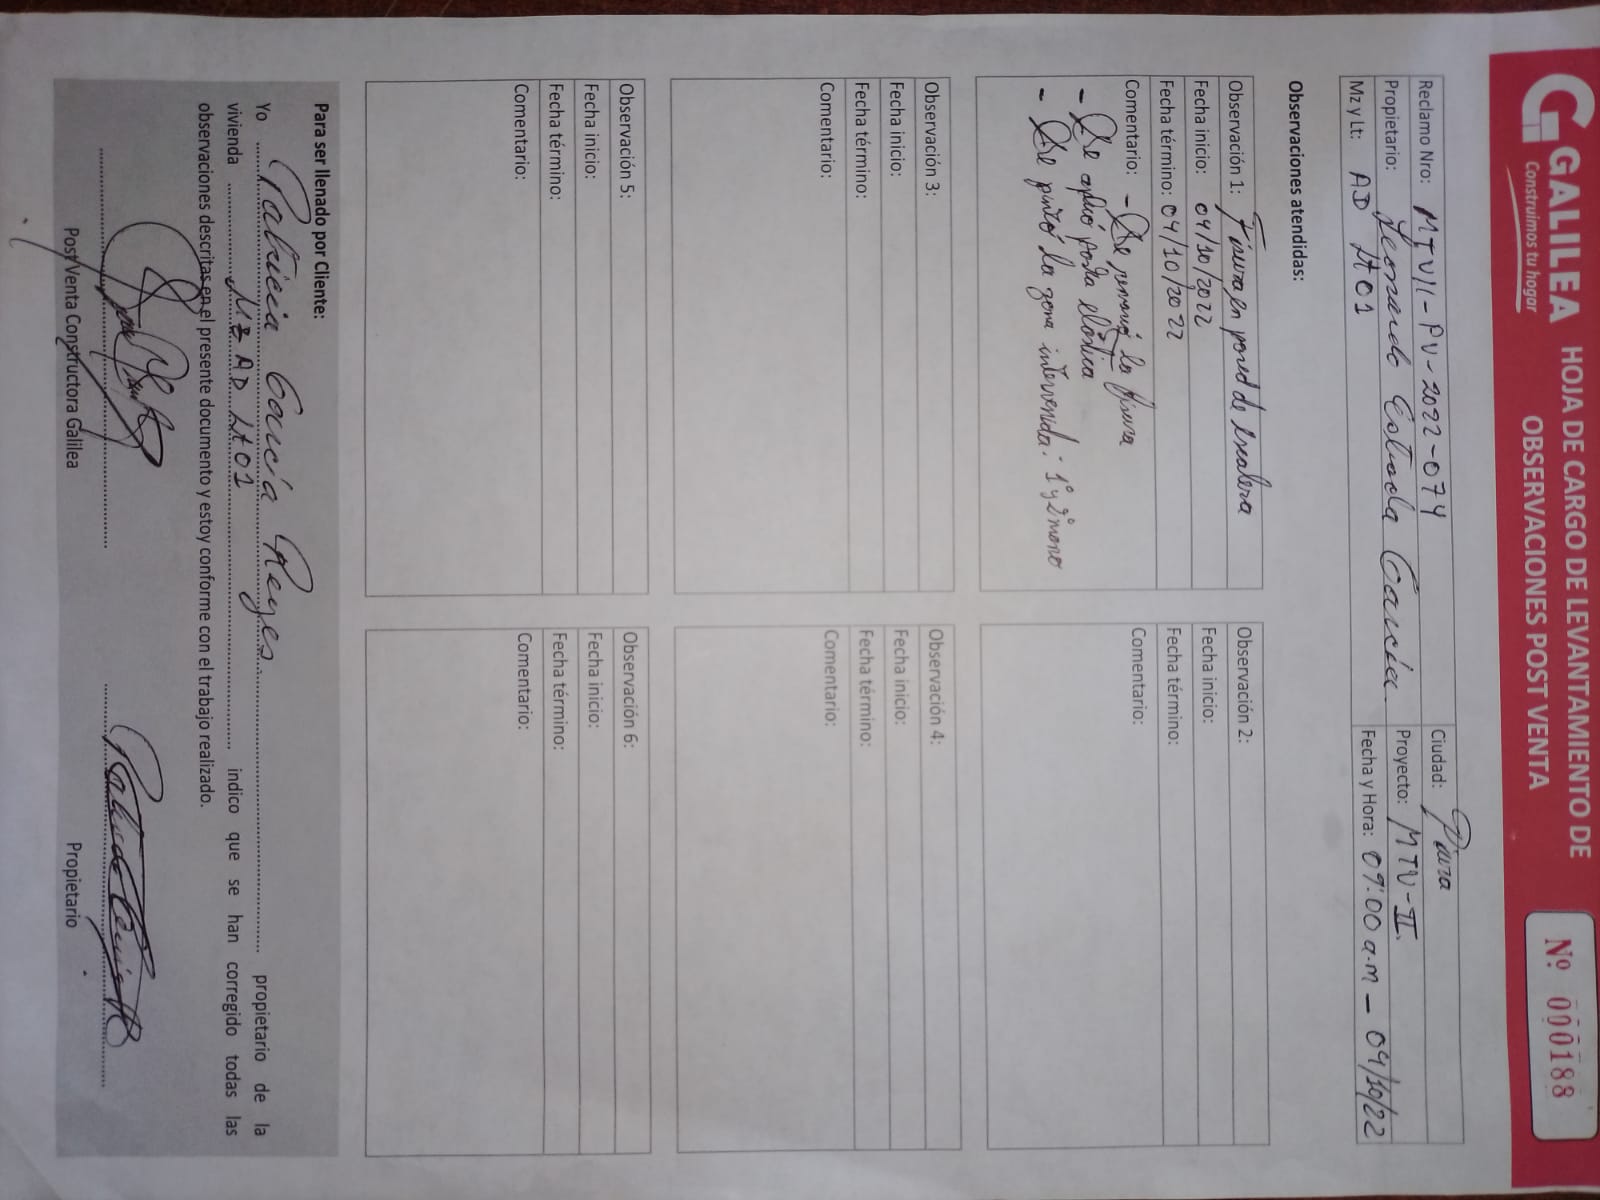 GALILEA
Construimos tu hogar
HOJA DE CARGO DE LEVANTAMIENTO DE
OBSERVACIONES POST VENTA
Nº 000188
Reclamo Nro: MTVII-PV-2022-074
Ciudad: Piura
Propietario: Leonardo Estrada García
Proyecto: MTV-II
Mz y Lt: AD Lt 01
Fecha y Hora: 09:00 a.m - 04/10/22
Observaciones atendidas:
Observación 1: Fisura en pared de escalera
Fecha inicio: 04/10/2022
Fecha término: 04/10/2022
Comentario: - Se removió la fisura
- Se aplicó pasta elástica
- Se pintó la zona intervenida: 1° y 2° mano
Observación 2:
Fecha inicio:
Fecha término:
Comentario:
Observación 3:
Fecha inicio:
Fecha término:
Comentario:
Observación 4:
Fecha inicio:
Fecha término:
Comentario:
Observación 5:
Fecha inicio:
Fecha término:
Comentario:
Observación 6:
Fecha inicio:
Fecha término:
Comentario:
Para ser llenado por Cliente:
Yo Patricia García Reyes propietario de la
vivienda Mz AD Lt 01 indico que se han corregido todas las
observaciones descritas en el presente documento y estoy conforme con el trabajo realizado.
Post Venta Constructora Galilea
Propietario